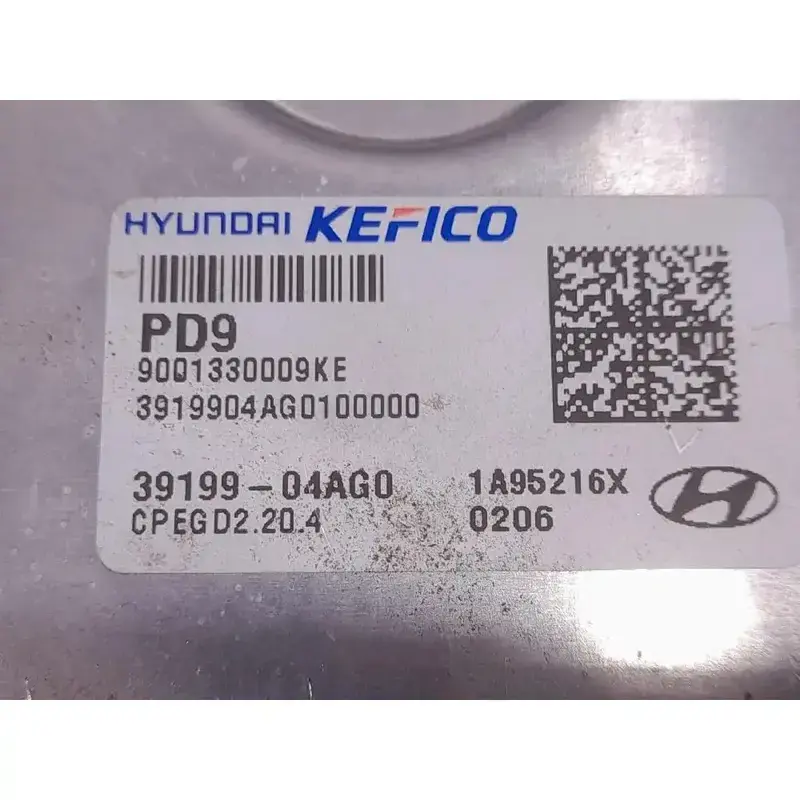 HYUNDAI KEFICO
PD9
9001330009KE
3919904AG0100000
39199-04AG0 1A95216X
CPEGD2.20.4 0206